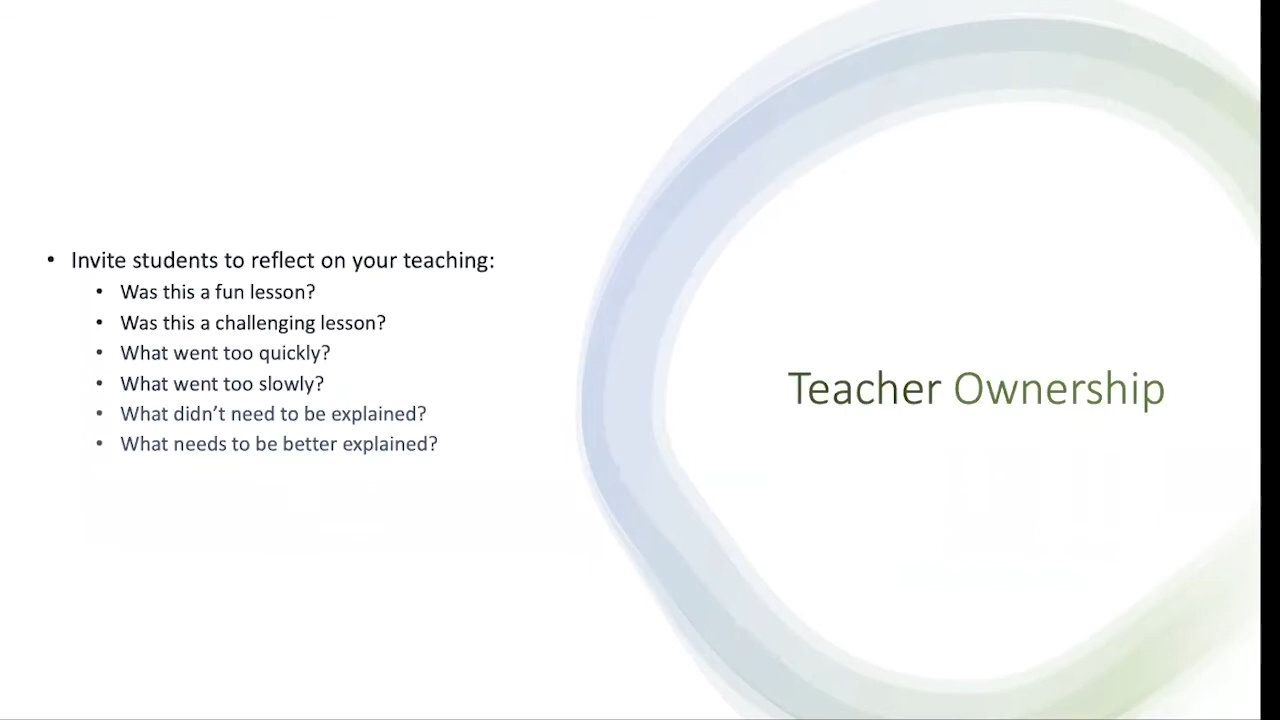 • Invite students to reflect on your teaching:
• Was this a fun lesson?
• Was this a challenging lesson?
• What went too quickly?
• What went too slowly?
• What didn’t need to be explained?
• What needs to be better explained?
Teacher Ownership